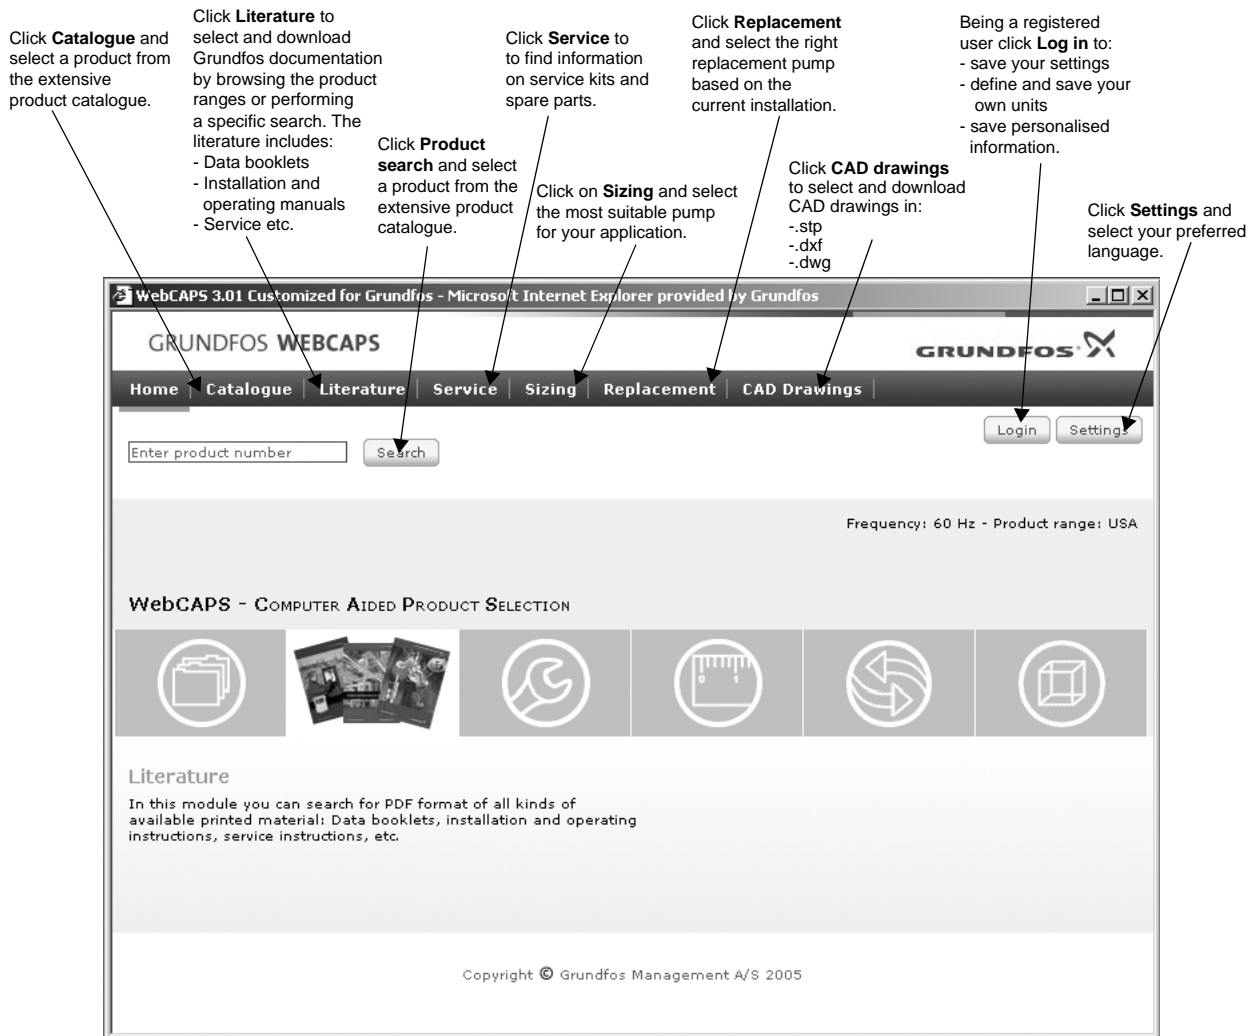 Click Catalogue and
select a product from
the extensive
product catalogue.
Click Literature to
select and download
Grundfos documentation
by browsing the product
ranges or performing
a specific search. The
literature includes:
- Data booklets
- Installation and
operating manuals
- Service etc.
Click Product
search and select
a product from the
extensive product
catalogue.
Click Service to
to find information
on service kits and
spare parts.
Click on Sizing and select
the most suitable pump
for your application.
Click Replacement
and select the right
replacement pump
based on the
current installation.
Click CAD drawings
to select and download
CAD drawings in:
-.stp
-.dxf
-.dwg
Being a registered
user click Log in to:
- save your settings
- define and save your
own units
- save personalised
information.
Click Settings and
select your preferred
language.
WebCAPS 3.01 Customized for Grundfos - Microsoft Internet Explorer provided by Grundfos
GRUNDFOS WEBCAPS
GRUNDFOS
Home | Catalogue | Literature | Service | Sizing | Replacement | CAD Drawings |
Login Settings
Enter product number Search
Frequency: 60 Hz - Product range: USA
WebCAPS - COMPUTER AIDED PRODUCT SELECTION
0 1
Literature
In this module you can search for PDF format of all kinds of
available printed material: Data booklets, installation and operating
instructions, service instructions, etc.
Copyright © Grundfos Management A/S 2005